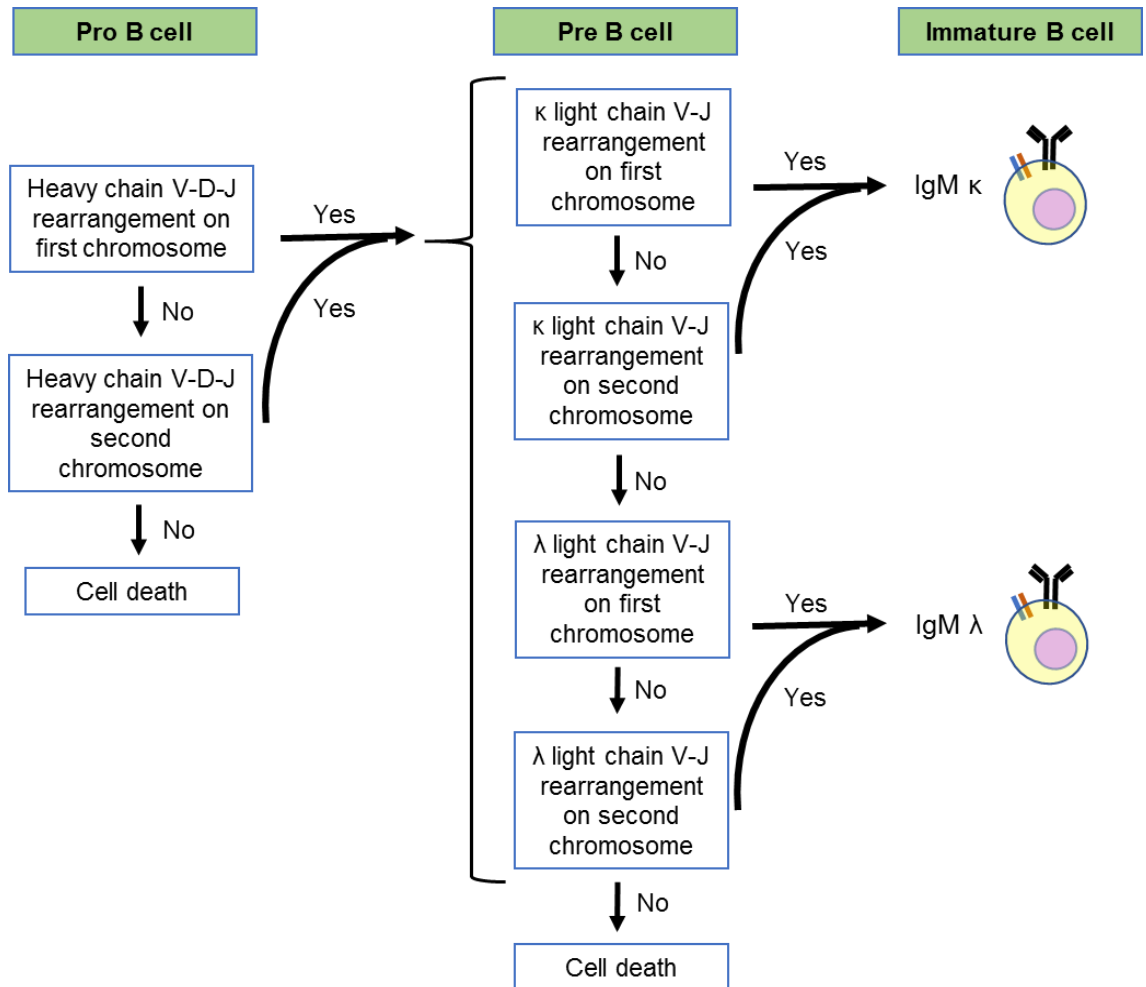 Pro B cell
Heavy chain V-D-J
rearrangement on
first chromosome
Yes
No
Yes
Heavy chain V-D-J
rearrangement on
second
chromosome
No
Cell death
Pre B cell
κ light chain V-J
rearrangement
on first
chromosome
Yes
No
Yes
κ light chain V-J
rearrangement
on second
chromosome
No
λ light chain V-J
rearrangement
on first
chromosome
Yes
No
Yes
λ light chain V-J
rearrangement
on second
chromosome
No
Cell death
Immature B cell
IgM κ
IgM λ